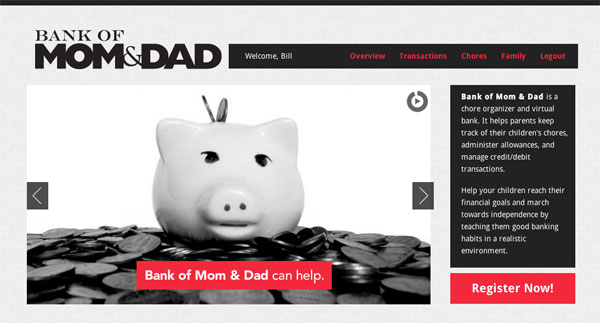 BANK OF
MOM&DAD
Welcome, Bill
Overview Transactions Chores Family Logout
Bank of Mom & Dad can help.
Bank of Mom & Dad is a
chore organizer and virtual
bank. It helps parents keep
track of their children's chores,
administer allowances, and
manage credit/debit
transactions.
Help your children reach their
financial goals and march
towards independence by
teaching them good banking
habits in a realistic
environment.
Register Now!